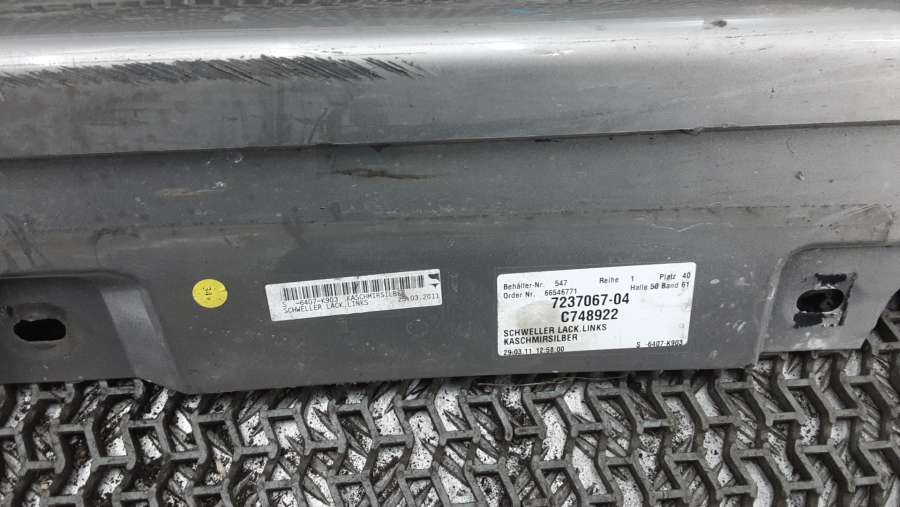 34*
S -6407-K903 KASCHMIRSILBER
SCHWELLER LACK.LINKS 29.03.2011
Behälter-Nr. 547 Reihe 1 Platz 40
Order Nr. 66546771 Halle 50 Band 61
7237067-04
C748922
SCHWELLER LACK.LINKS
KASCHMIRSILBER
29-03.11 12:58:00 S -6407-K903